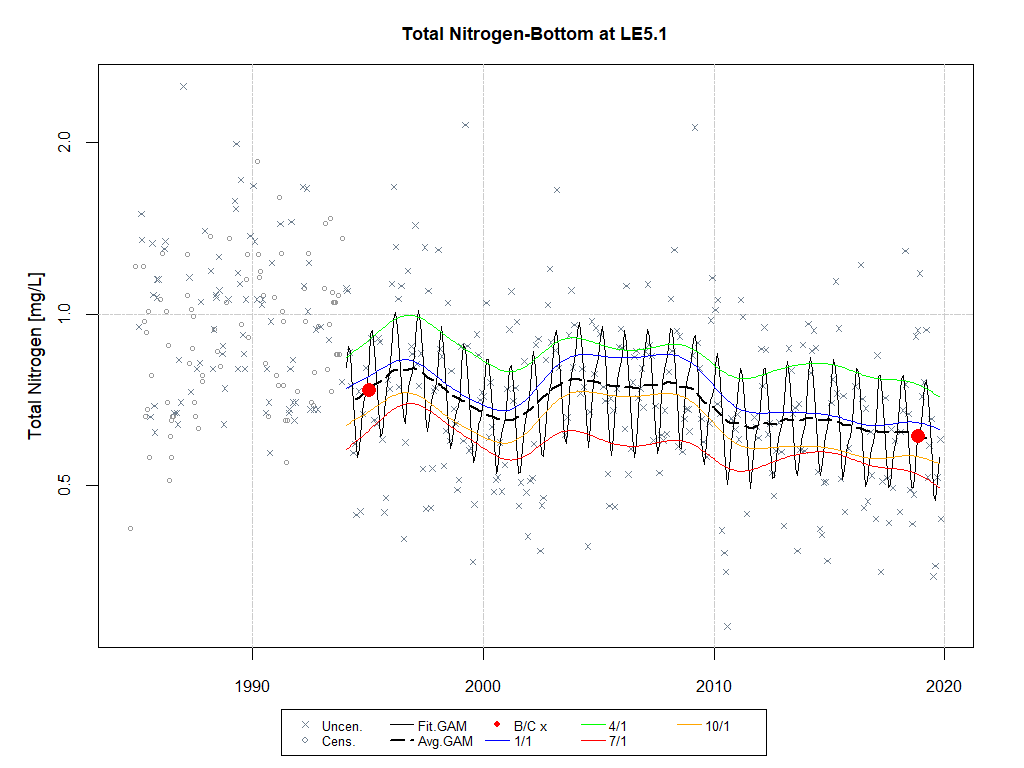 Total Nitrogen-Bottom at LE5.1
Total Nitrogen [mg/L]
2.0
1.0
0.5
1990 2000 2010 2020
Uncen. Fit.GAM B/C x 4/1 10/1
Cens. Avg.GAM 1/1 7/1